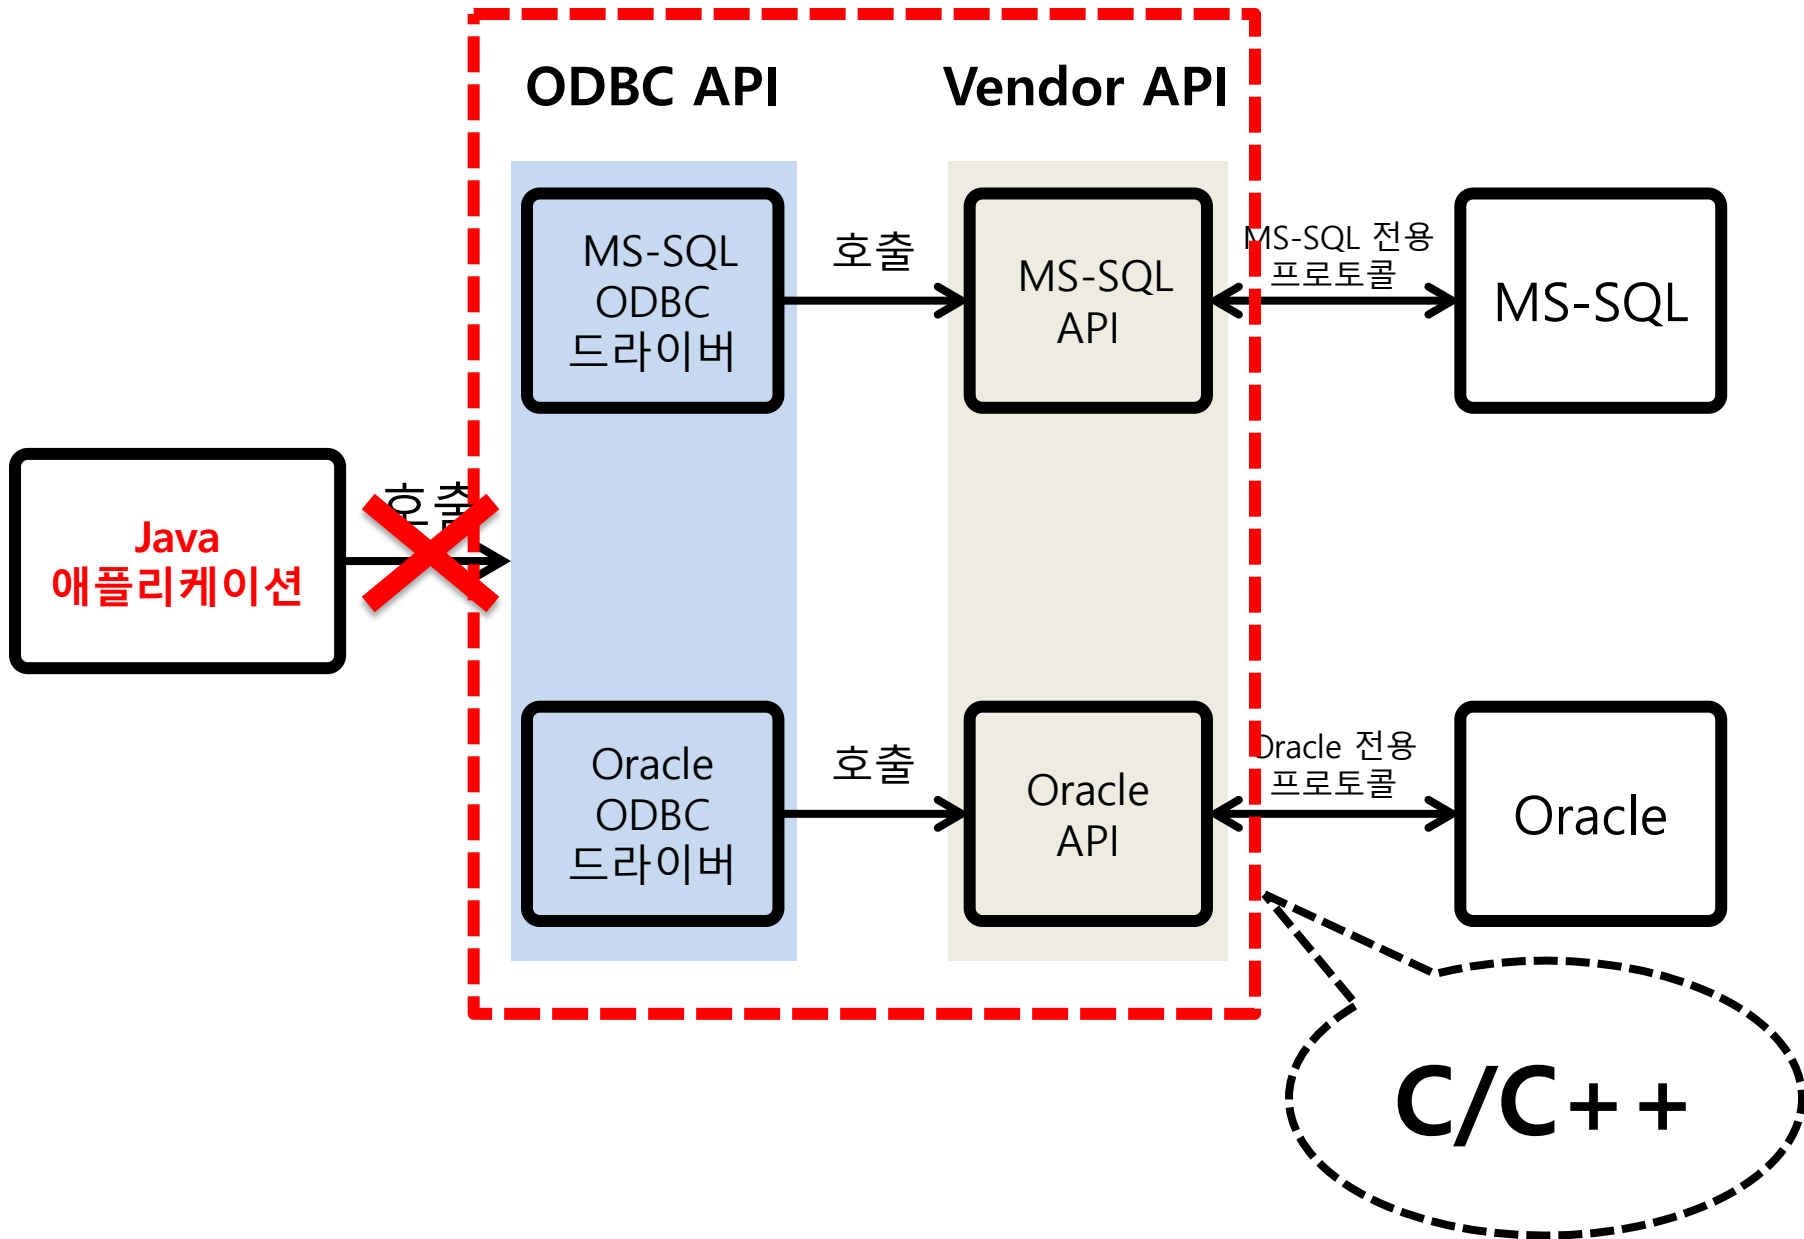 ODBC API
Vendor API
MS-SQL
ODBC
드라이버
호출
MS-SQL
API
MS-SQL 전용
프로토콜
MS-SQL
Java
애플리케이션
호출
Oracle
ODBC
드라이버
호출
Oracle
API
Oracle 전용
프로토콜
Oracle
C/C++